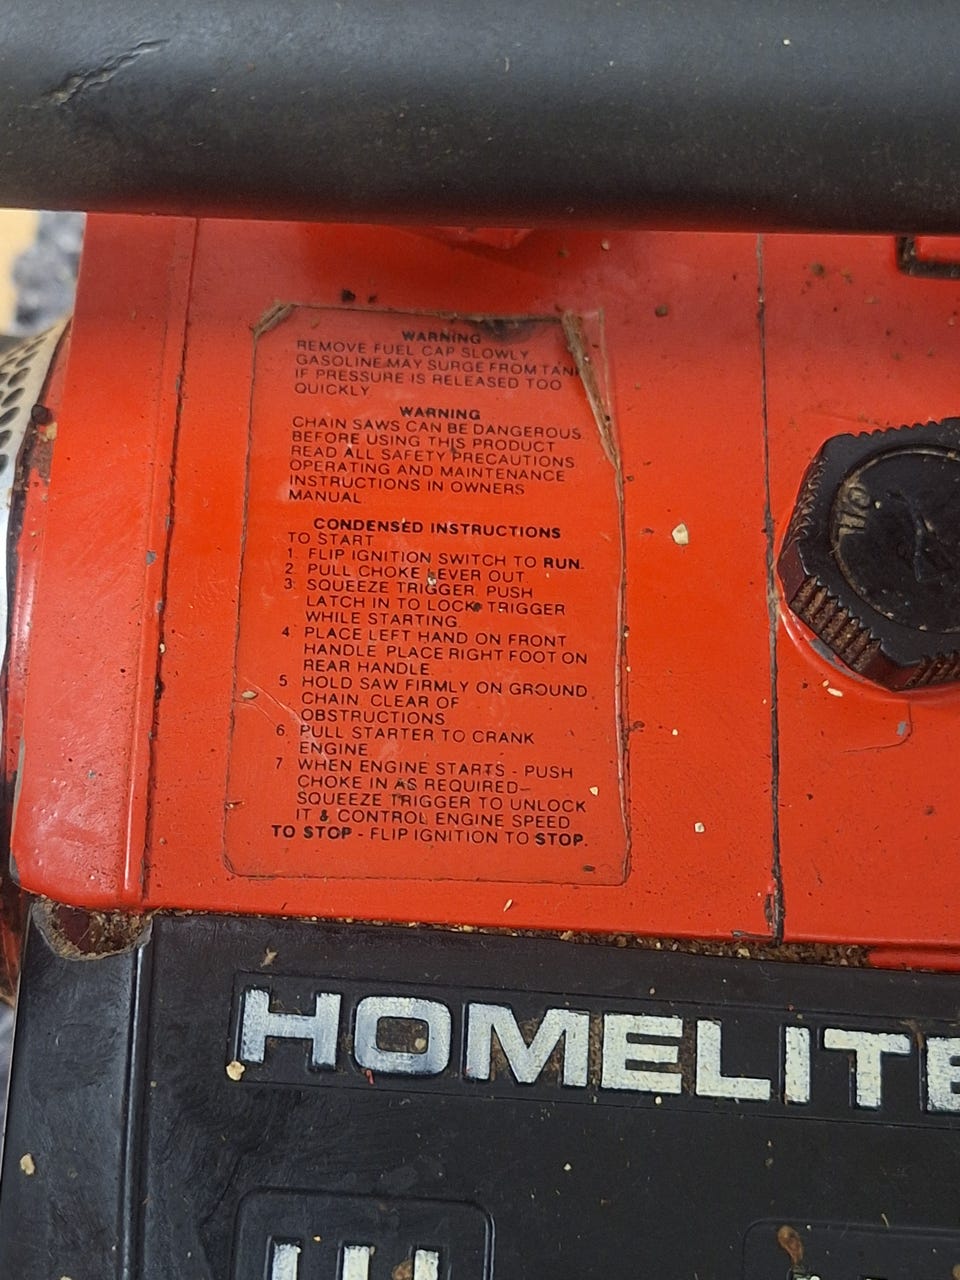 WARNING
REMOVE FUEL CAP SLOWLY
GASOLINE MAY SURGE FROM TANK
IF PRESSURE IS RELEASED TOO
QUICKLY
WARNING
CHAIN SAWS CAN BE DANGEROUS.
BEFORE USING THIS PRODUCT
READ ALL SAFETY PRECAUTIONS
OPERATING AND MAINTENANCE
INSTRUCTIONS IN OWNERS
MANUAL
CONDENSED INSTRUCTIONS
TO START
1. FLIP IGNITION SWITCH TO RUN.
2. PULL CHOKE LEVER OUT
3. SQUEEZE TRIGGER. PUSH
LATCH IN TO LOCK TRIGGER
WHILE STARTING.
4 PLACE LEFT HAND ON FRONT
HANDLE. PLACE RIGHT FOOT ON
REAR HANDLE.
5 HOLD SAW FIRMLY ON GROUND.
CHAIN CLEAR OF
OBSTRUCTIONS
6. PULL STARTER TO CRANK
ENGINE.
7 WHEN ENGINE STARTS - PUSH
CHOKE IN AS REQUIRED-
SQUEEZE TRIGGER TO UNLOCK
IT & CONTROL ENGINE SPEED
TO STOP - FLIP IGNITION TO STOP.
HOMELITE